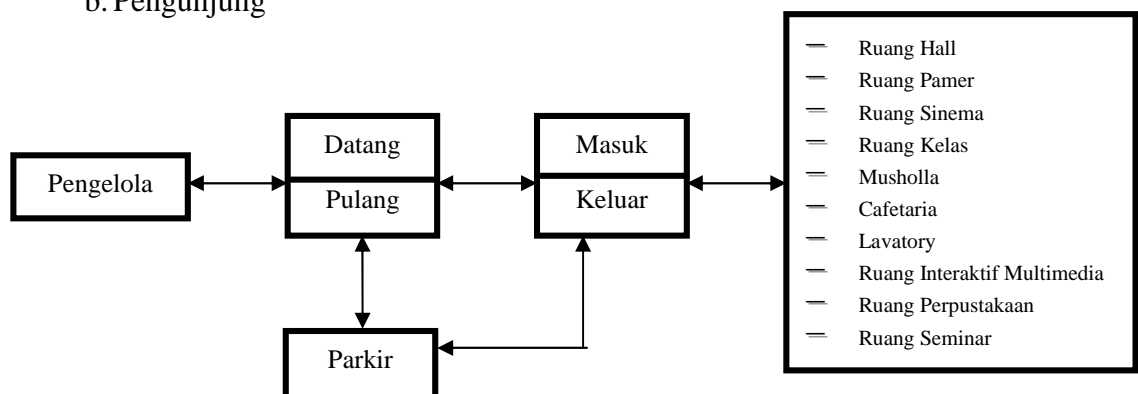 b. Pengunjung
Pengelola
Datang
Pulang
Masuk
Keluar
Parkir
— Ruang Hall
— Ruang Pamer
— Ruang Sinema
— Ruang Kelas
— Musholla
— Cafetaria
— Lavatory
— Ruang Interaktif Multimedia
— Ruang Perpustakaan
— Ruang Seminar